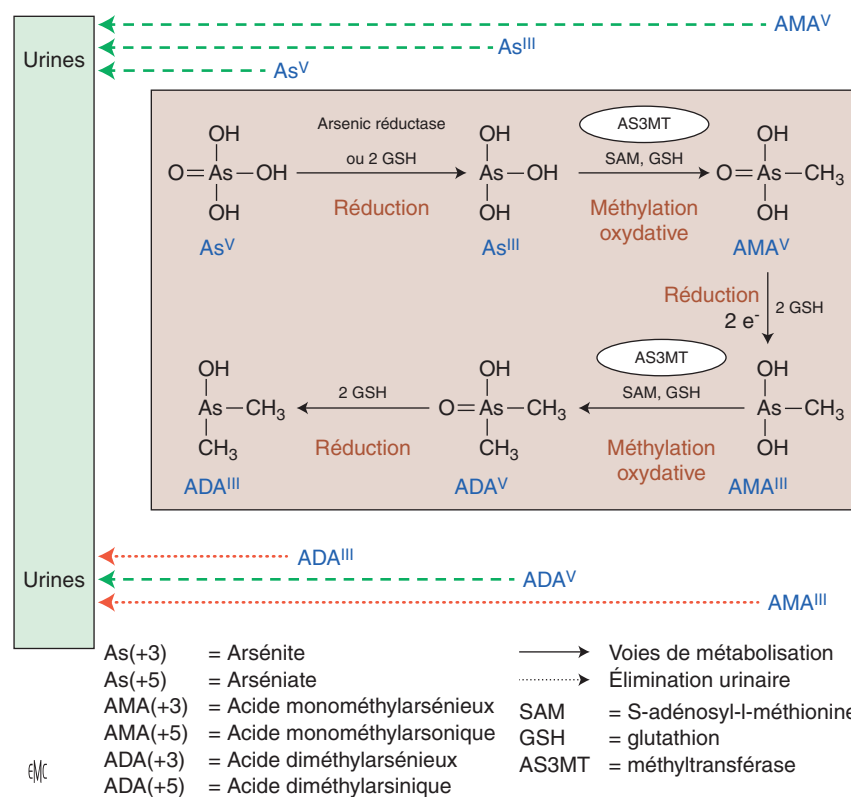 AMAV
AsIII
AsV
Urines
OH
O=As—OH
OH
AsV
Arsenic réductase
ou 2 GSH
Réduction
OH
As—OH
OH
AsIII
AS3MT
SAM, GSH
Méthylation
oxydative
OH
O=As—CH3
OH
AMAV
Réduction
2 e-
2 GSH
OH
As—CH3
OH
AMAIII
AS3MT
SAM, GSH
Méthylation
oxydative
OH
O=As—CH3
CH3
ADAV
2 GSH
Réduction
OH
As—CH3
CH3
ADAIII
Urines
ADAIII
ADAV
AMAIII
As(+3) = Arsénite
As(+5) = Arséniate
AMA(+3) = Acide monométhylarsénieux
AMA(+5) = Acide monométhylarsonique
ADA(+3) = Acide diméthylarsénieux
ADA(+5) = Acide diméthylarsinique
Voies de métabolisation
Élimination urinaire
SAM = S-adénosyl-l-méthionine
GSH = glutathion
AS3MT = méthyltransférase
EMC